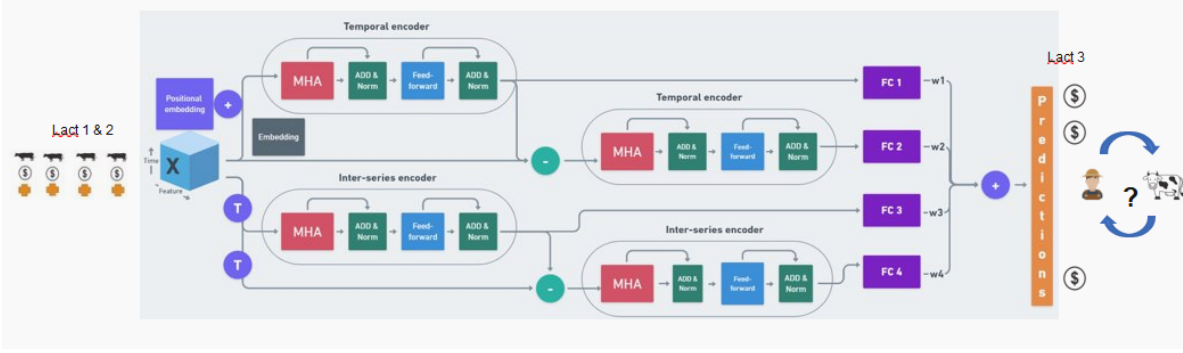 Temporal encoder
MHA
ADD &
Norm
Feed-
forward
ADD &
Norm
FC 1
w1
Lact 3
Positional
embedding
+
Embedding
Lact 1 & 2
$ $ $ $
Time
X
Feature
Temporal encoder
MHA
ADD &
Norm
Feed-
forward
ADD &
Norm
-
FC 2
w2
Inter-series encoder
T
MHA
ADD &
Norm
Feed-
forward
ADD &
Norm
FC 3
w3
T
-
Inter-series encoder
MHA
ADD &
Norm
Feed-
forward
ADD &
Norm
FC 4
w4
+
P
r
e
d
i
c
t
i
o
n
s
$
$
$
?